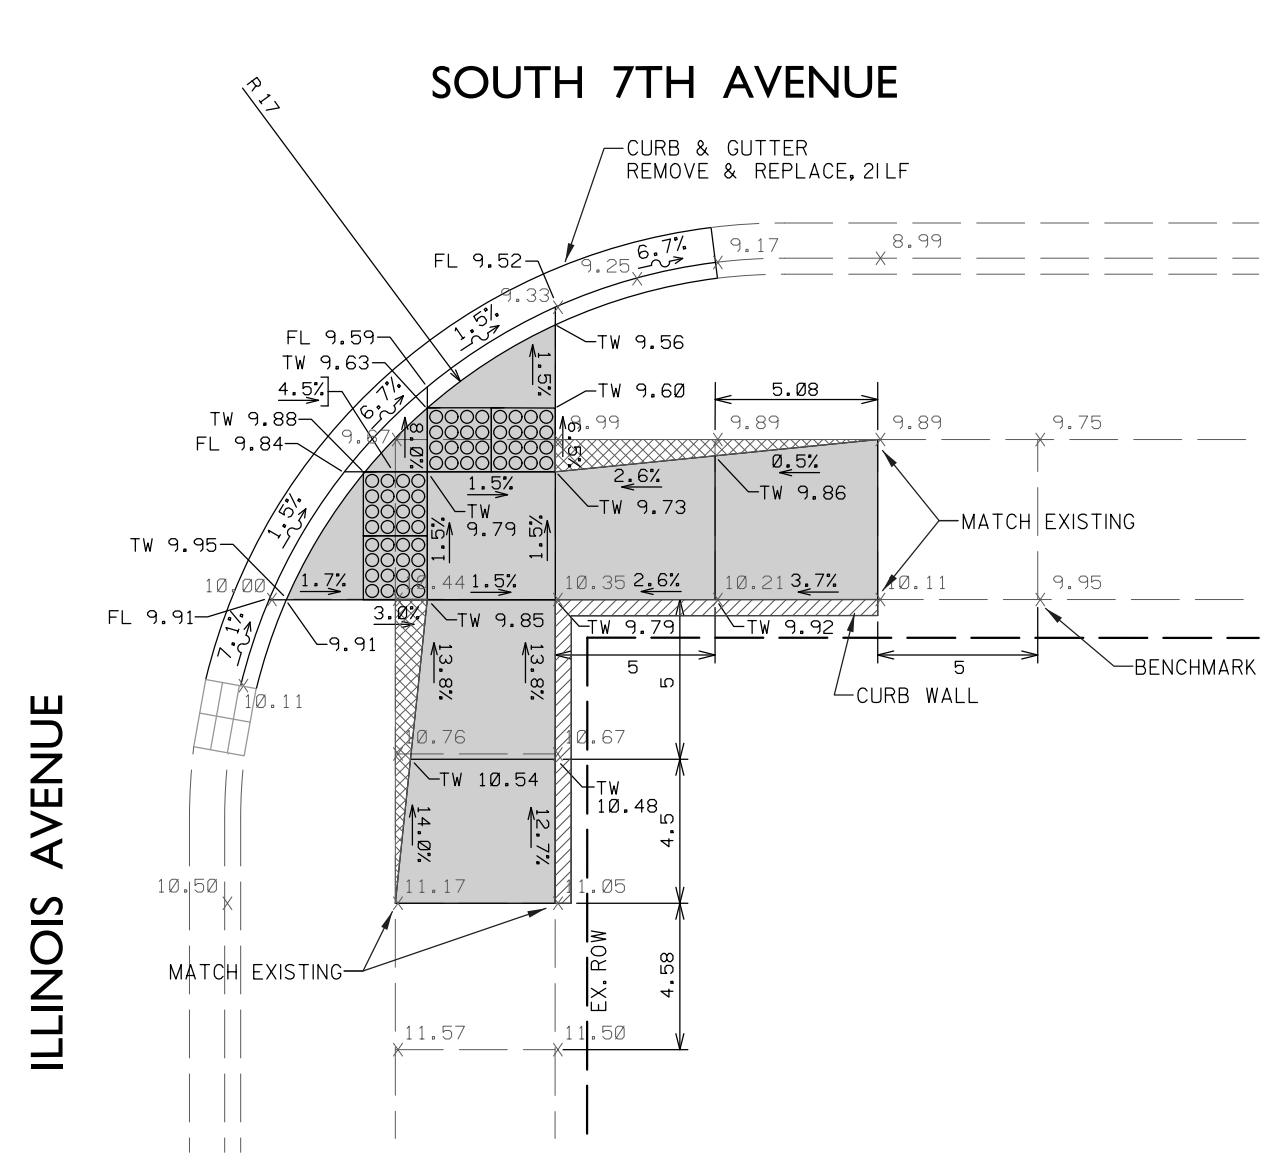 SOUTH 7TH AVENUE
R 17
CURB & GUTTER
REMOVE & REPLACE, 21 LF
6.7%
9.17
8.99
FL 9.52
9.25
9.33
1.5%
FL 9.59
TW 9.56
TW 9.63
1.5%
4.5%
6.7%
TW 9.60
5.08
TW 9.88
9.87
8.0%
6.5%
9.99
9.89
9.89
9.75
FL 9.84
0.5%
2.6%
1.5%
TW 9.86
TW 9.73
TW
9.79
1.5%
1.5%
1.5%
MATCH EXISTING
TW 9.95
10.00
1.7%
.44
1.5%
10.35
2.6%
10.21
3.7%
10.11
9.95
FL 9.91
3.0%
TW 9.85
TW 9.79
TW 9.92
7.1%
9.91
13.8%
13.8%
5
5
5
BENCHMARK
10.11
CURB WALL
10.76
10.67
TW 10.54
TW
10.48
14.0%
12.7%
4.5
10.50
11.17
11.05
MATCH EXISTING
EX. ROW
4.58
11.57
11.50
ILLINOIS AVENUE